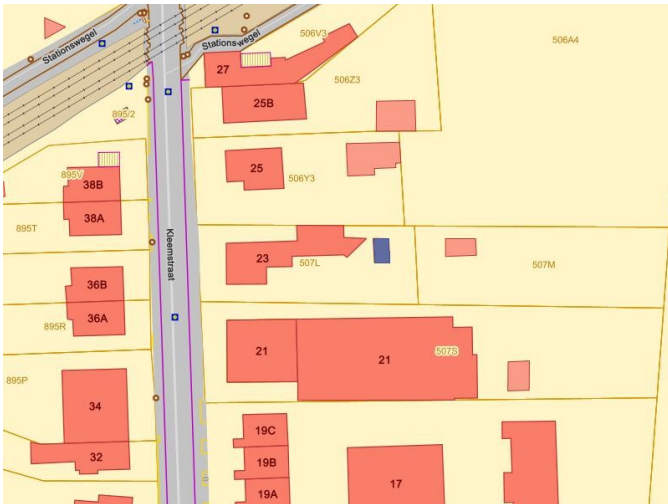 506V3
506A4
Stationswegel
Stationswegel
27
506Z3
25B
895/2
895V
38B
25
506Y3
38A
895T
Kleemstraat
23
507L
507M
36B
36A
895R
21
21
507S
895P
34
19C
32
19B
17
19A